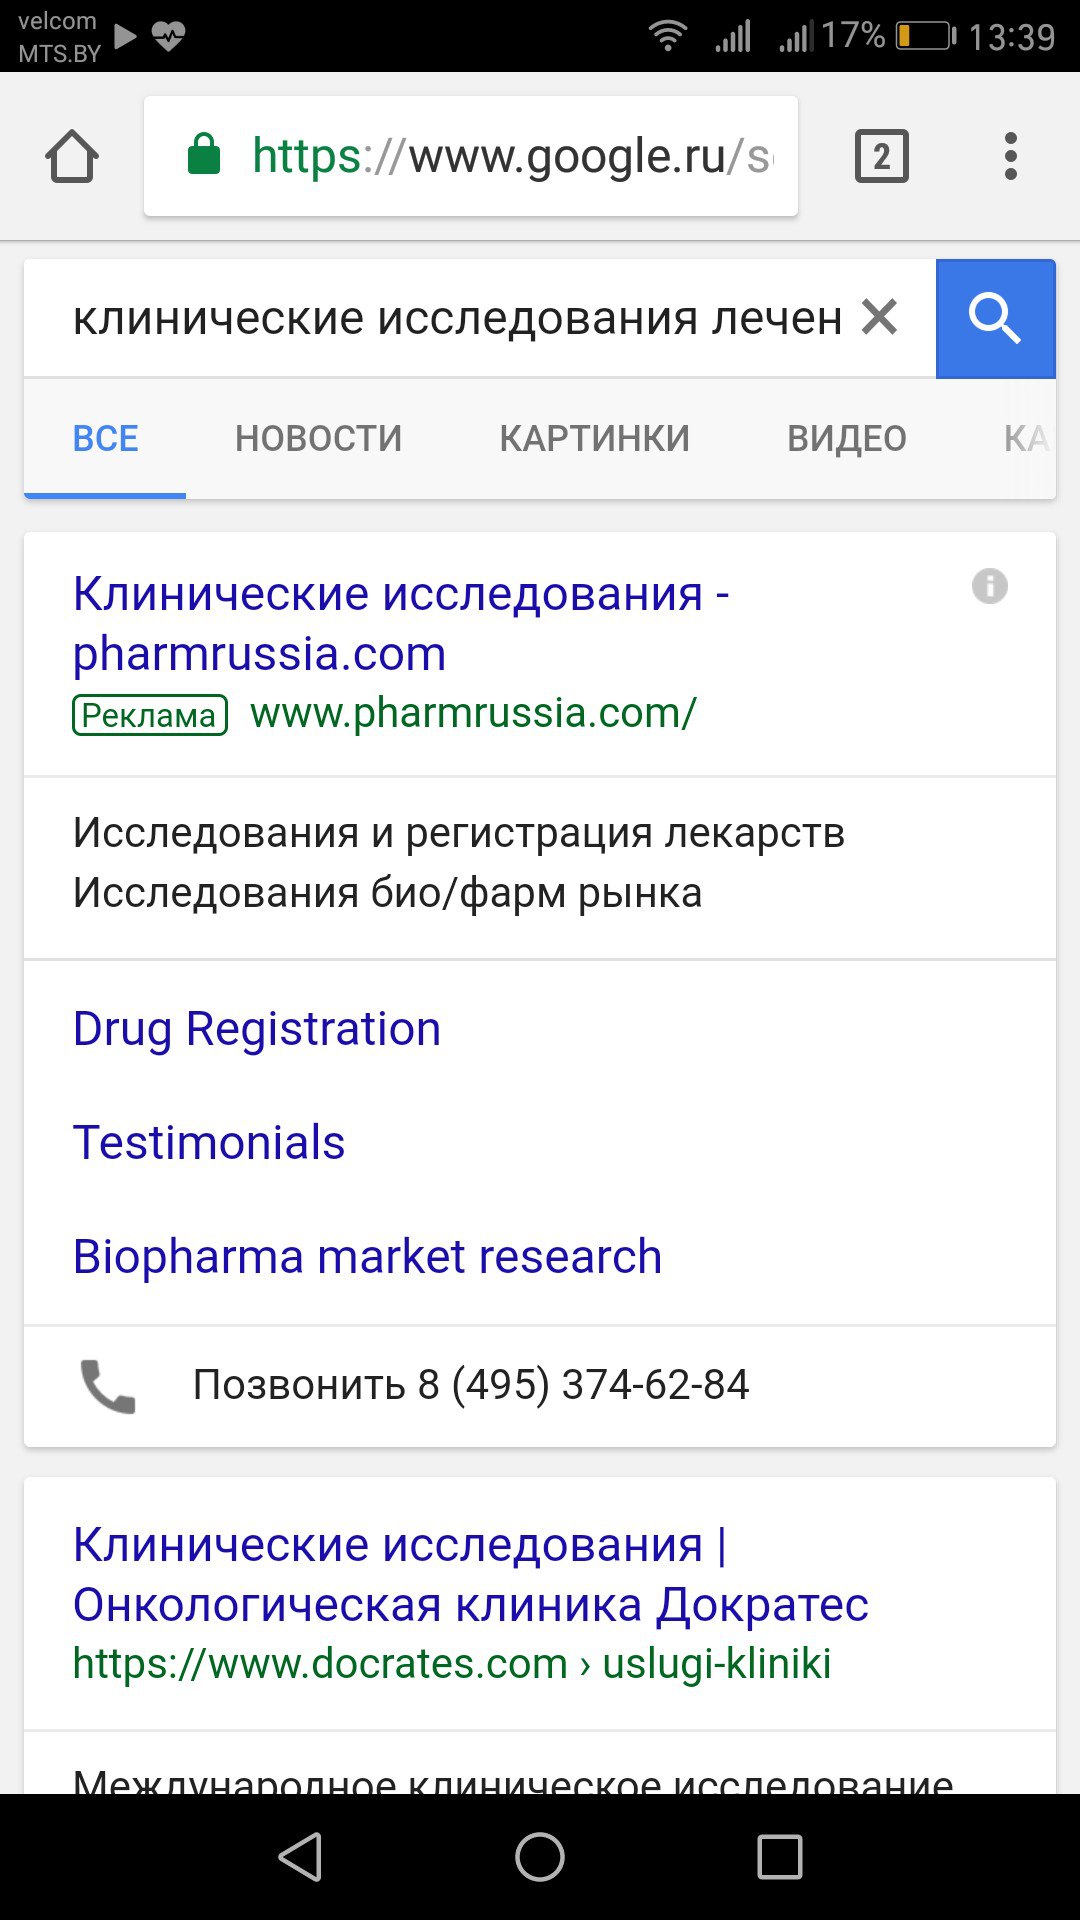 velcom
MTS.BY
17% 13:39
https://www.google.ru/s
2
клинические исследования лечен
ВСЕ НОВОСТИ КАРТИНКИ ВИДЕО КА
Клинические исследования -
pharmrussia.com
Реклама www.pharmrussia.com/
Исследования и регистрация лекарств
Исследования био/фарм рынка
Drug Registration
Testimonials
Biopharma market research
Позвонить 8 (495) 374-62-84
Клинические исследования |
Онкологическая клиника Дократес
https://www.docrates.com › uslugi-kliniki
Международное клиническое исследование